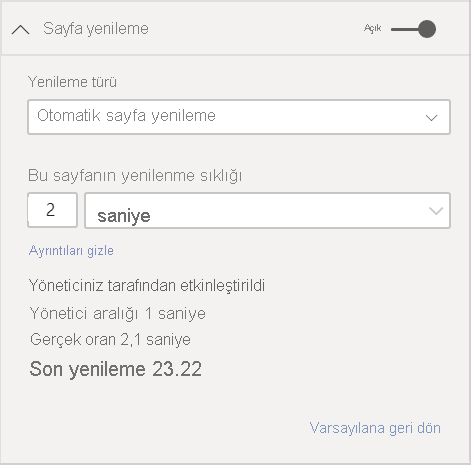 Sayfa yenileme Açık
Yenileme türü
Otomatik sayfa yenileme
Bu sayfanın yenilenme sıklığı
2 saniye
Ayrıntıları gizle
Yöneticiniz tarafından etkinleştirildi
Yönetici aralığı 1 saniye
Gerçek oran 2,1 saniye
Son yenileme 23.22
Varsayılana geri dön